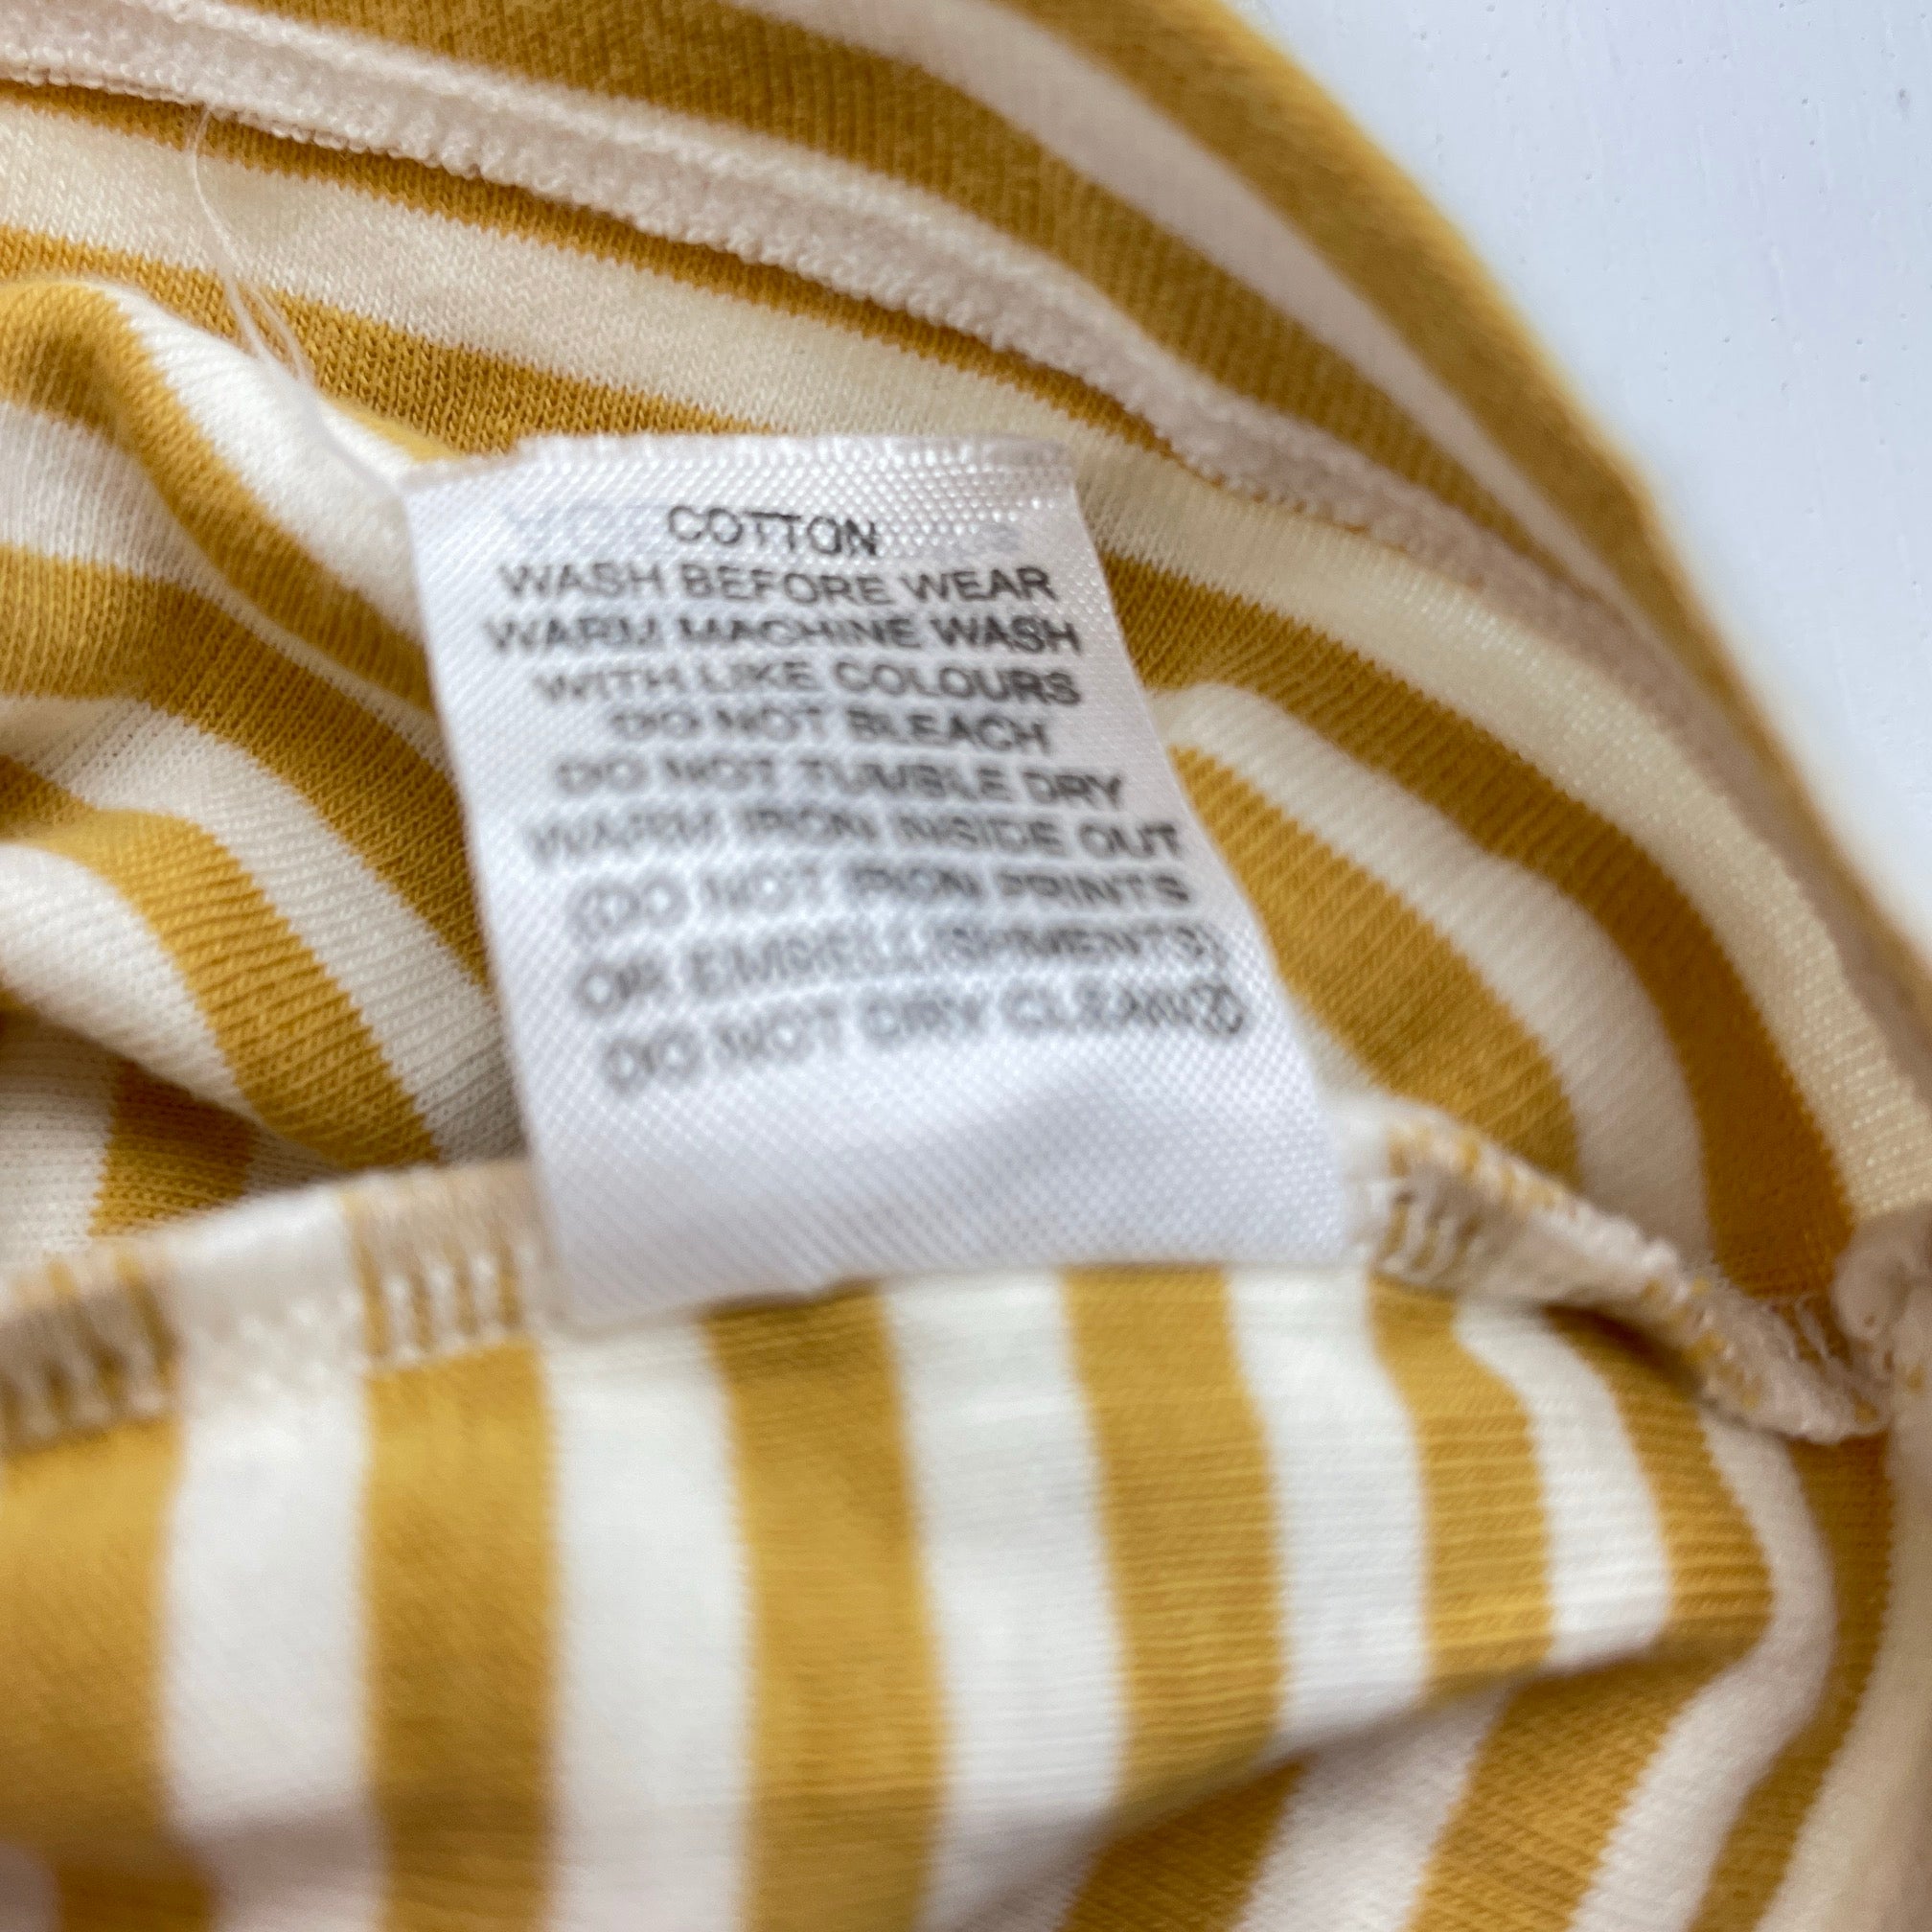 COTTON
WASH BEFORE WEAR
WARM MACHINE WASH
WITH LIKE COLOURS
DO NOT BLEACH
DO NOT TUMBLE DRY
WARM IRON INSIDE OUT
(DO NOT IRON PRINTS
OR EMBELLISHMENTS)
DO NOT DRY CLEAN